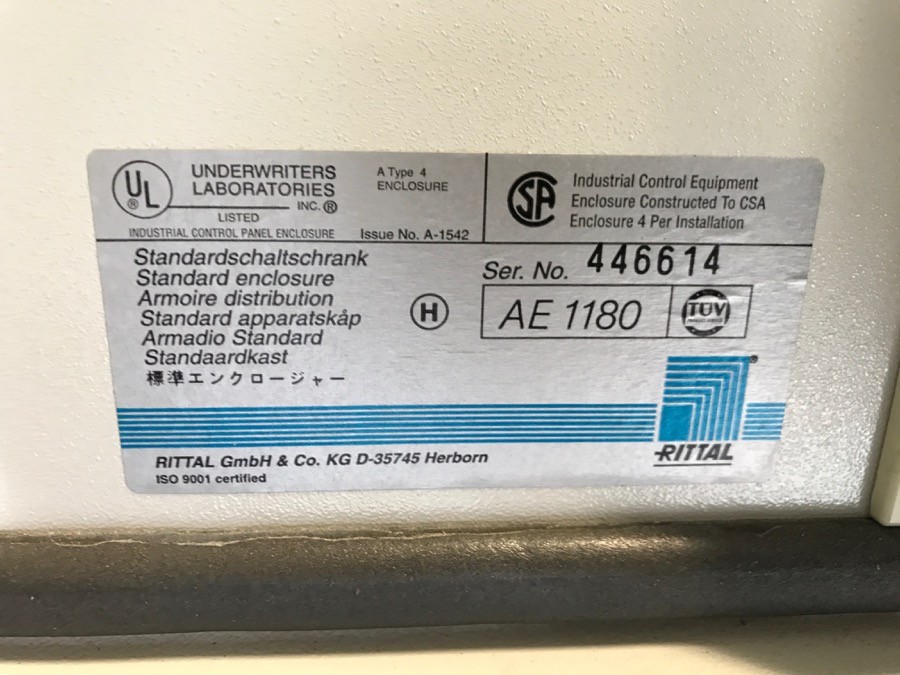 UL ®
UNDERWRITERS
LABORATORIES
INC.®
LISTED
INDUSTRIAL CONTROL PANEL ENCLOSURE
A Type 4
ENCLOSURE
Issue No. A-1542
SA
Industrial Control Equipment
Enclosure Constructed To CSA
Enclosure 4 Per Installation
Standardschaltschrank
Standard enclosure
Armoire distribution
Standard apparatskåp
Armadio Standard
Standaardkast
標準エンクロージャー
H
Ser. No. 446614
AE 1180
TÜV
®
RITTAL
RITTAL GmbH & Co. KG D-35745 Herborn
ISO 9001 certified